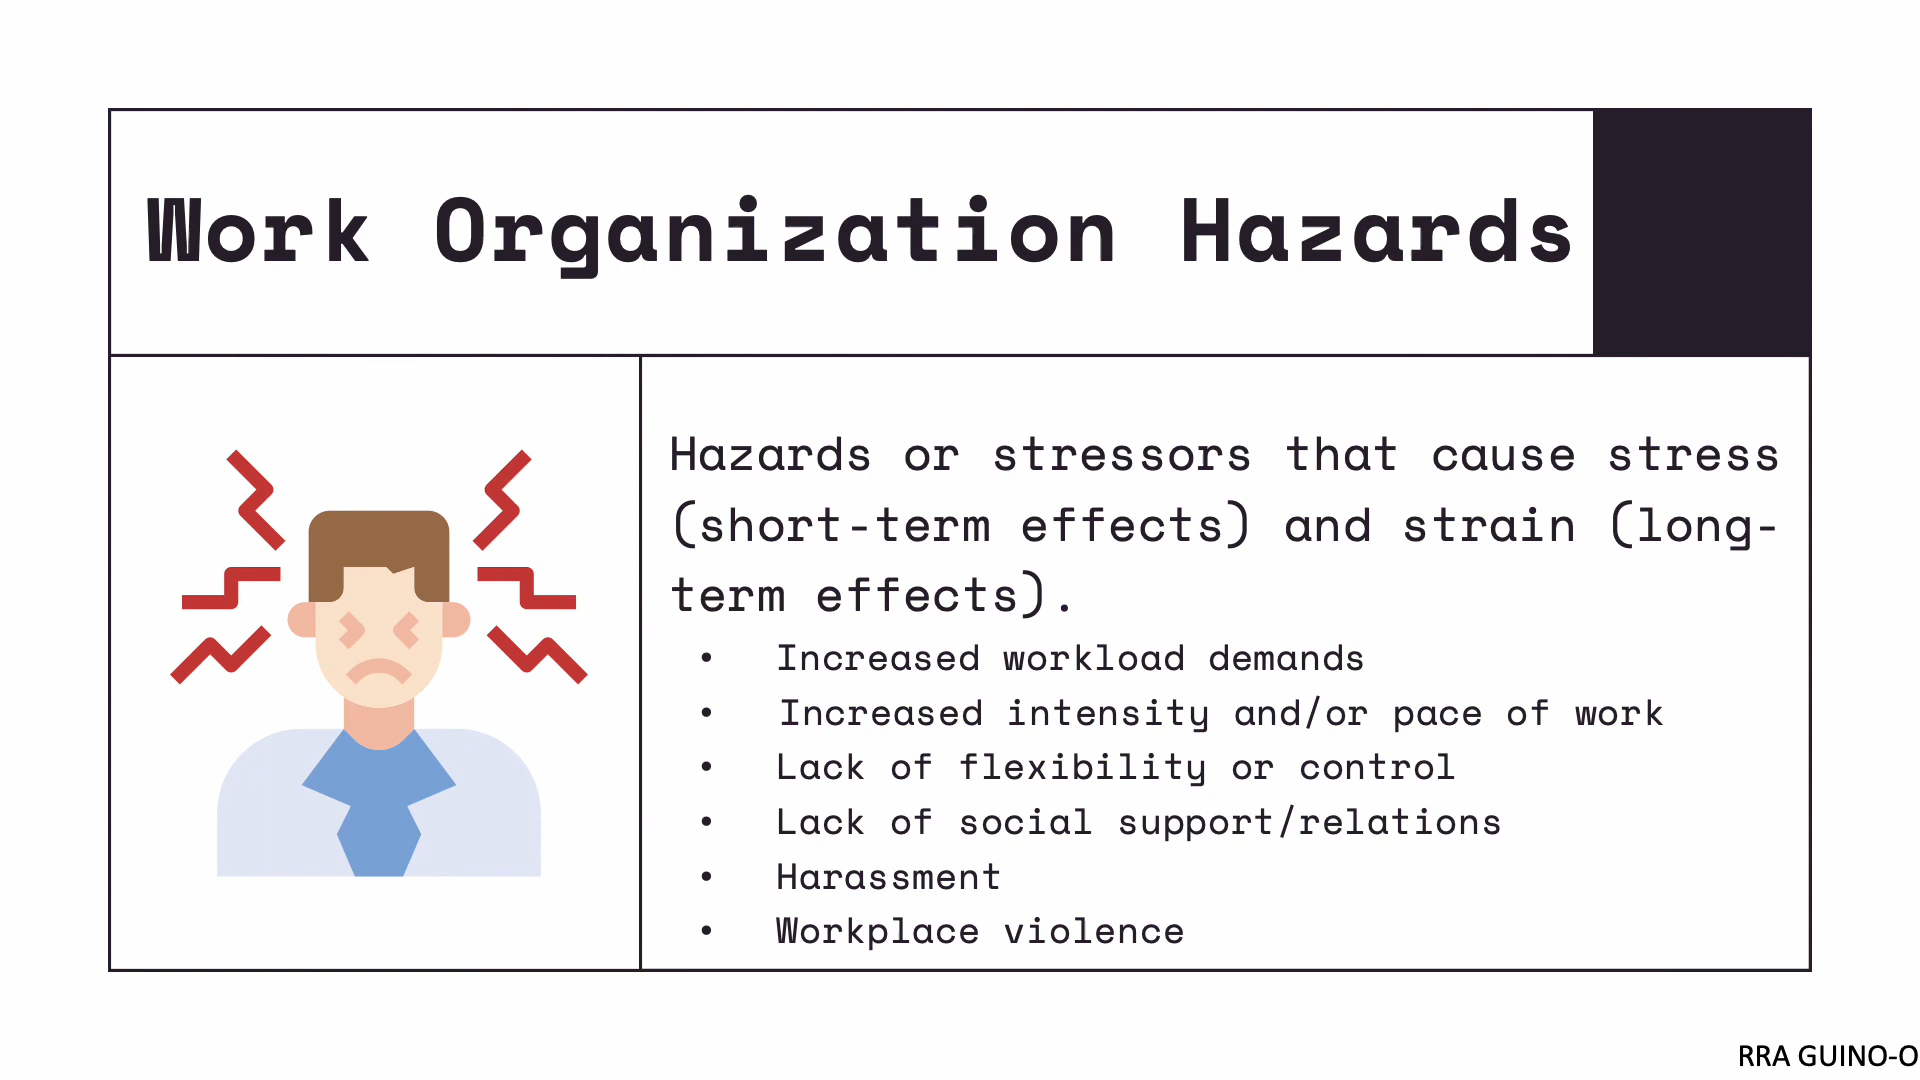 Work Organization Hazards
Hazards or stressors that cause stress
(short-term effects) and strain (long-
term effects).
• Increased workload demands
• Increased intensity and/or pace of work
• Lack of flexibility or control
• Lack of social support/relations
• Harassment
• Workplace violence
RRA GUINO-O